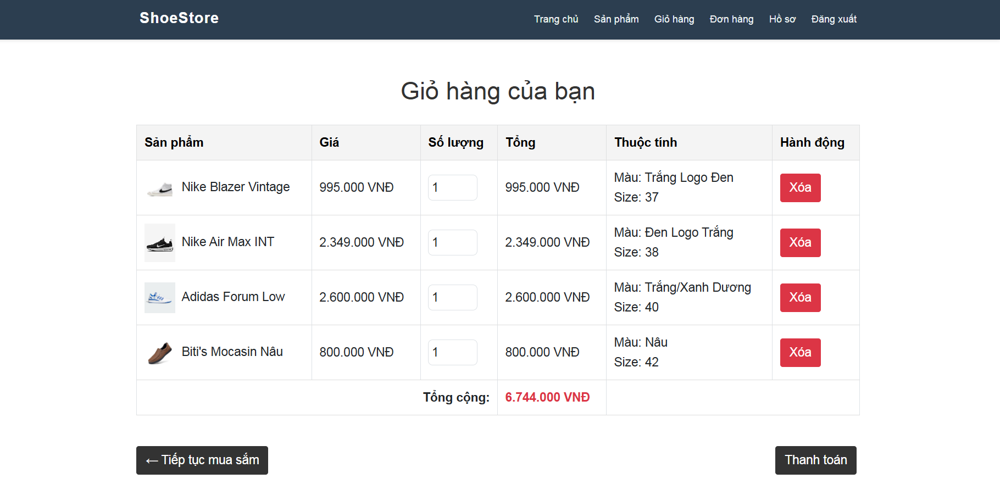 ShoeStore
Trang chủ Sản phẩm Giỏ hàng Đơn hàng Hồ sơ Đăng xuất
Giỏ hàng của bạn
Sản phẩm Giá Số lượng Tổng Thuộc tính Hành động
Nike Blazer Vintage 995.000 VNĐ 1 995.000 VNĐ Màu: Trắng Logo Đen
Size: 37
Xóa
Nike Air Max INT 2.349.000 VNĐ 1 2.349.000 VNĐ Màu: Đen Logo Trắng
Size: 38
Xóa
Adidas Forum Low 2.600.000 VNĐ 1 2.600.000 VNĐ Màu: Trắng/Xanh Dương
Size: 40
Xóa
Biti's Mocasin Nâu 800.000 VNĐ 1 800.000 VNĐ Màu: Nâu
Size: 42
Xóa
Tổng cộng: 6.744.000 VNĐ
← Tiếp tục mua sắm
Thanh toán